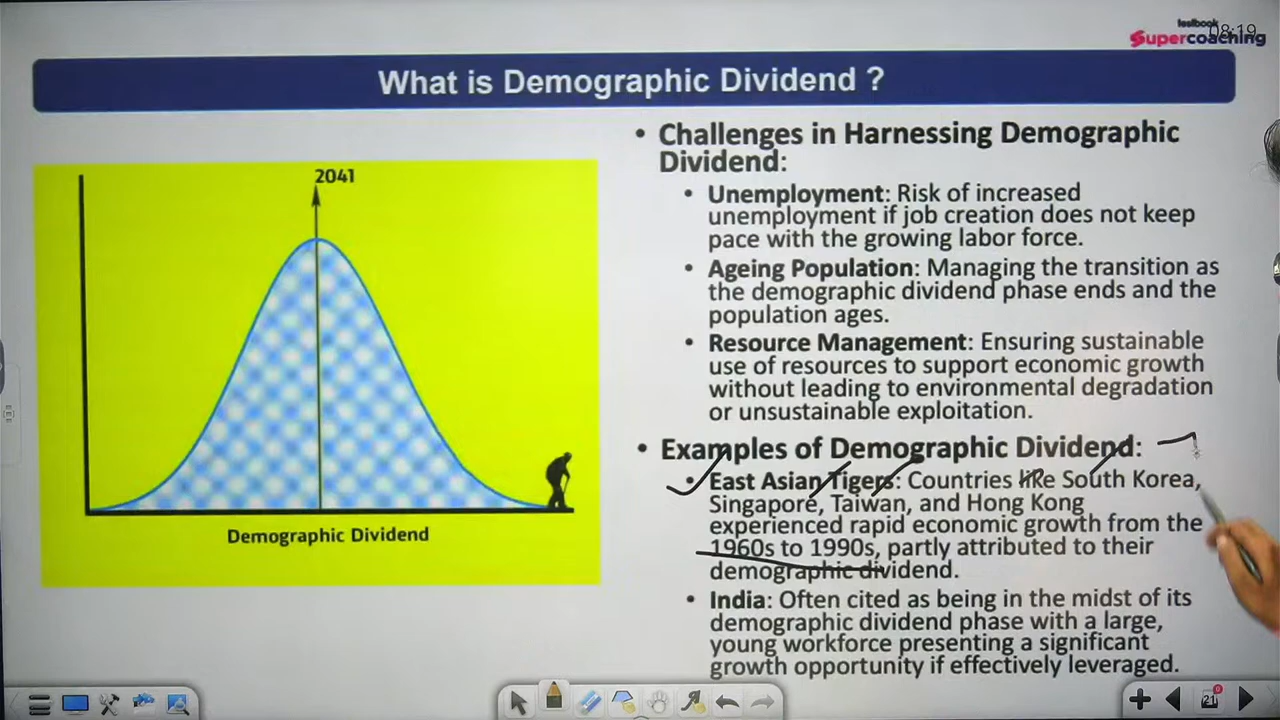 testbook
08:19
Supercoaching
What is Demographic Dividend ?
2041
Demographic Dividend
• Challenges in Harnessing Demographic
Dividend:
• Unemployment: Risk of increased
unemployment if job creation does not keep
pace with the growing labor force.
• Ageing Population: Managing the transition as
the demographic dividend phase ends and the
population ages.
• Resource Management: Ensuring sustainable
use of resources to support economic growth
without leading to environmental degradation
or unsustainable exploitation.
• Examples of Demographic Dividend:
• East Asian Tigers: Countries like South Korea,
Singapore, Taiwan, and Hong Kong
experienced rapid economic growth from the
1960s to 1990s, partly attributed to their
demographic dividend.
• India: Often cited as being in the midst of its
demographic dividend phase with a large,
young workforce presenting a significant
growth opportunity if effectively leveraged.
21